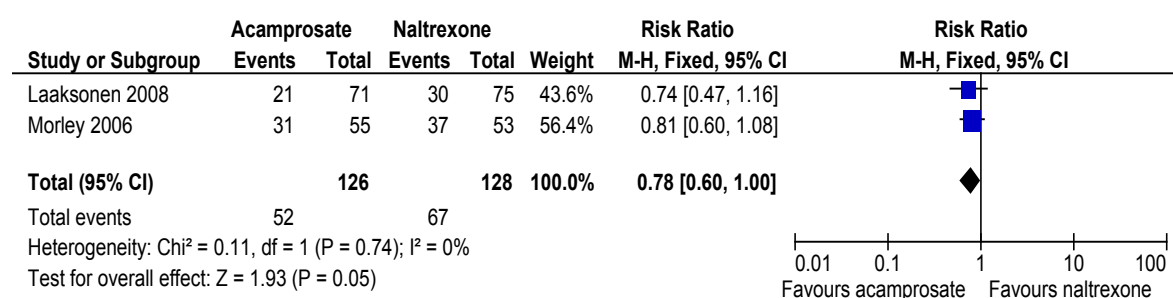 Acamprosate Naltrexone Risk Ratio Risk Ratio
Study or Subgroup Events Total Events Total Weight M-H, Fixed, 95% CI M-H, Fixed, 95% CI
Laaksonen 2008 21 71 30 75 43.6% 0.74 [0.47, 1.16]
Morley 2006 31 55 37 53 56.4% 0.81 [0.60, 1.08]
Total (95% CI) 126 128 100.0% 0.78 [0.60, 1.00]
Total events 52 67
Heterogeneity: Chi² = 0.11, df = 1 (P = 0.74); I² = 0%
Test for overall effect: Z = 1.93 (P = 0.05)
0.01 0.1 1 10 100
Favours acamprosate Favours naltrexone